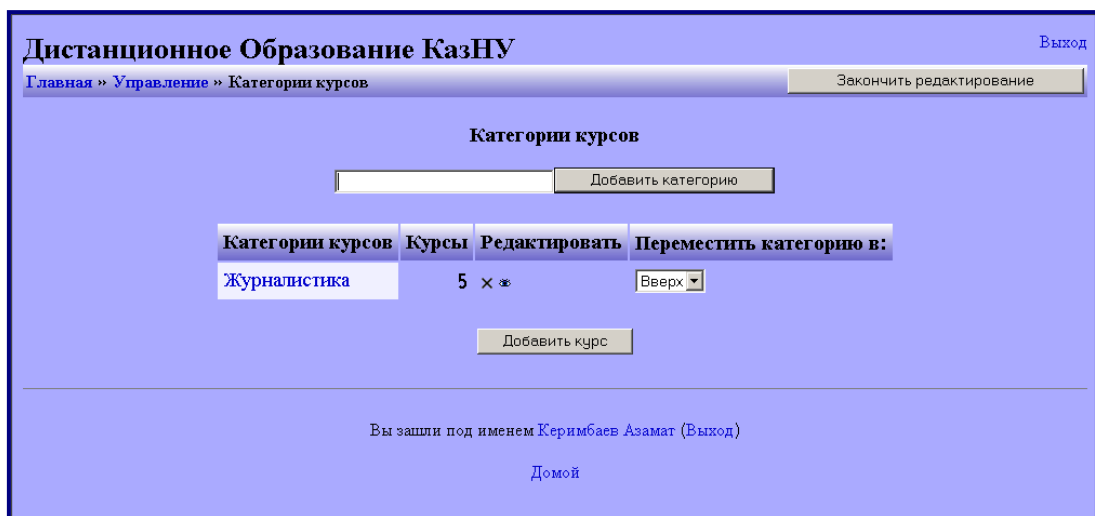 Дистанционное Образование КазНУ
Выход
Главная » Управление » Категории курсов
Закончить редактирование
Категории курсов
Добавить категорию
Категории курсов Курсы Редактировать Переместить категорию в:
Журналистика 5 Вверх
Добавить курс
Вы зашли под именем Керимбаев Азамат (Выход)
Домой